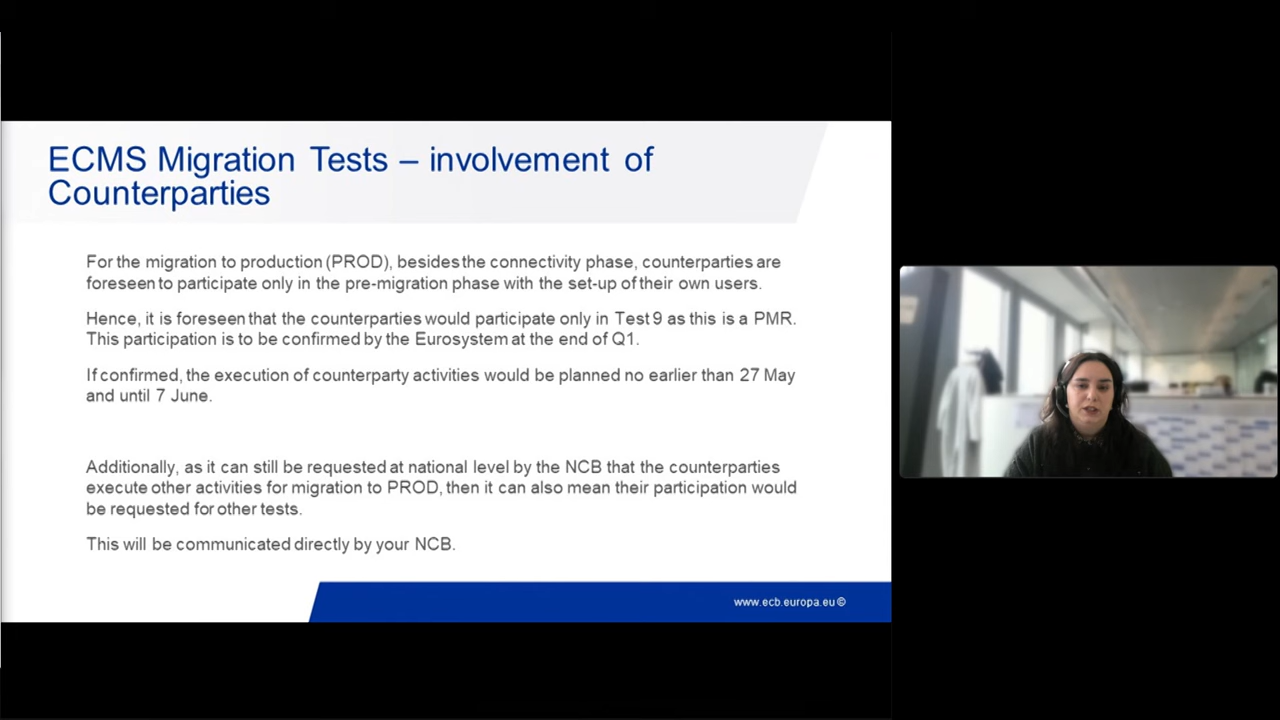 ECMS Migration Tests – involvement of
Counterparties
For the migration to production (PROD), besides the connectivity phase, counterparties are
foreseen to participate only in the pre-migration phase with the set-up of their own users.
Hence, it is foreseen that the counterparties would participate only in Test 9 as this is a PMR.
This participation is to be confirmed by the Eurosystem at the end of Q1.
If confirmed, the execution of counterparty activities would be planned no earlier than 27 May
and until 7 June.
Additionally, as it can still be requested at national level by the NCB that the counterparties
execute other activities for migration to PROD, then it can also mean their participation would
be requested for other tests.
This will be communicated directly by your NCB.
www.ecb.europa.eu ©